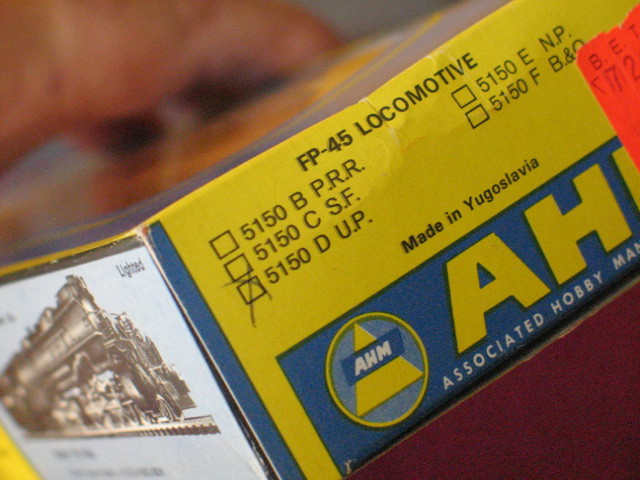 FP-45 LOCOMOTIVE
5150 B P.R.R.
5150 C S.F.
5150 D U.P.
5150 E N.P.
5150 F B.&O.
Made in Yugoslavia
AHM
AHM
ASSOCIATED HOBBY
Lighted